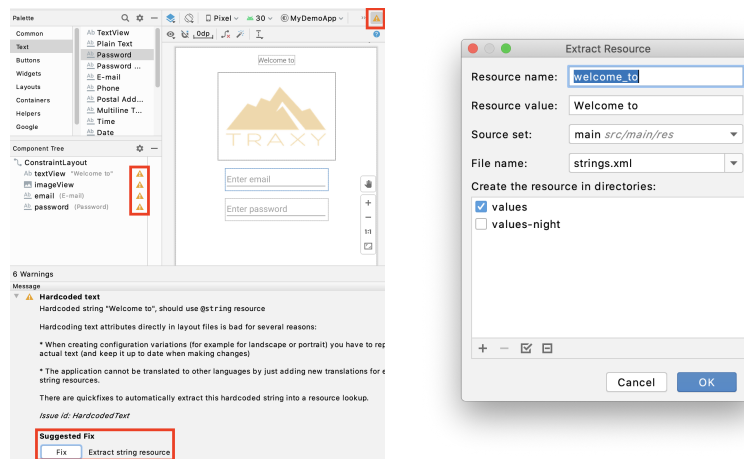 Palette
Pixel
30
MyDemoApp
Common
Text
Buttons
Widgets
Layouts
Containers
Helpers
Google
Ab TextView
Ab Plain Text
Ab Password
Ab Password ...
Ab E-mail
Ab Phone
Ab Postal Add...
Ab Multiline T...
Ab Time
Ab Date
0dp
Welcome to
TRAXY
Enter email
Enter password
1:1
Component Tree
ConstraintLayout
Ab textView "Welcome to"
imageView
Ab email (E-mail)
Ab password (Password)
6 Warnings
Message
Hardcoded text
Hardcoded string "Welcome to", should use @string resource
Hardcoding text attributes directly in layout files is bad for several reasons:
* When creating configuration variations (for example for landscape or portrait) you have to rep
actual text (and keep it up to date when making changes)
* The application cannot be translated to other languages by just adding new translations for e
string resources.
There are quickfixes to automatically extract this hardcoded string into a resource lookup.
Issue id: HardcodedText
Suggested Fix
Fix Extract string resource
Extract Resource
Resource name: welcome_to
Resource value: Welcome to
Source set: main src/main/res
File name: strings.xml
Create the resource in directories:
values
values-night
Cancel OK